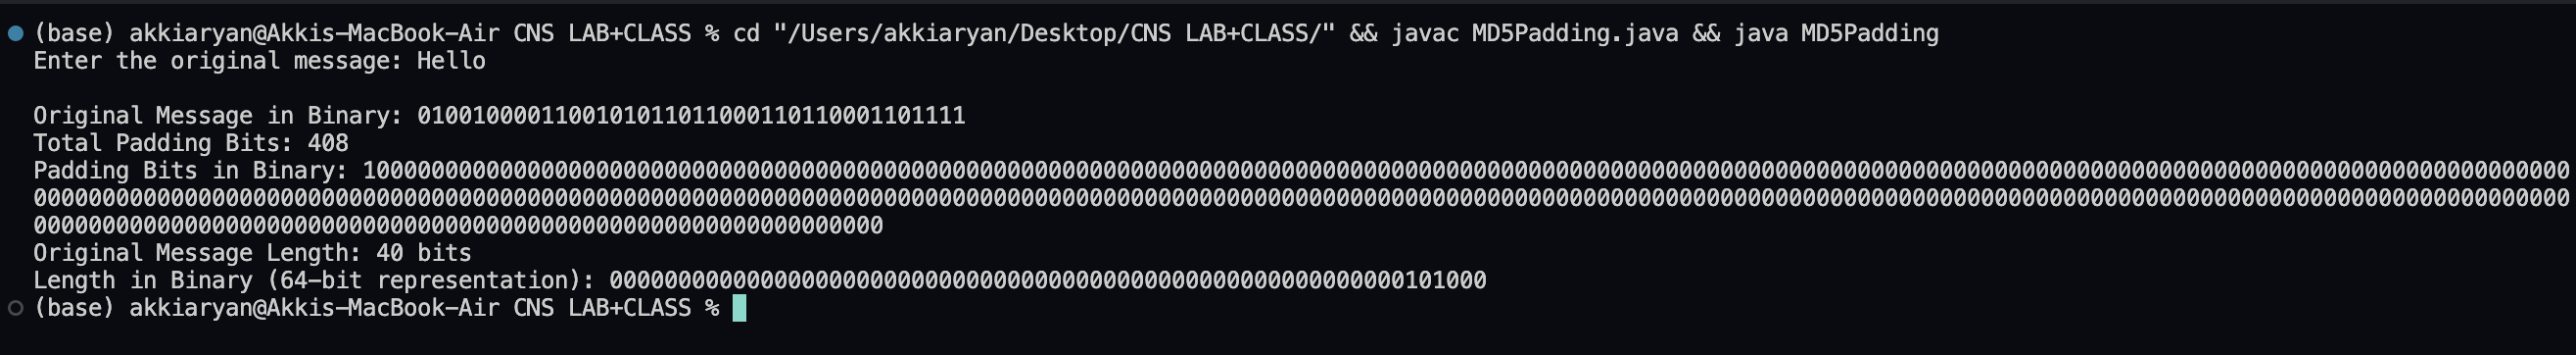 (base) akkiaryan@Akkis-MacBook-Air CNS LAB+CLASS % cd "/Users/akkiaryan/Desktop/CNS LAB+CLASS/" && javac MD5Padding.java && java MD5Padding
Enter the original message: Hello
Original Message in Binary: 0100100001100101011011000110110001101111
Total Padding Bits: 408
Padding Bits in Binary: 10000000000000000000000000000000000000000000000000000000000000000000000000000000000000000000000000000000000000000000000000000000000000000000000000000000000000000
00000000000000000000000000000000000000000000000000000000000000000000000000000000000000000000000000000000000000000000000000000000000000000000000000000000000000000000000000000000000000000
00000000000000000000000000000000000000000000000000000000000000
Original Message Length: 40 bits
Length in Binary (64-bit representation): 0000000000000000000000000000000000000000000000000000000000101000
(base) akkiaryan@Akkis-MacBook-Air CNS LAB+CLASS %